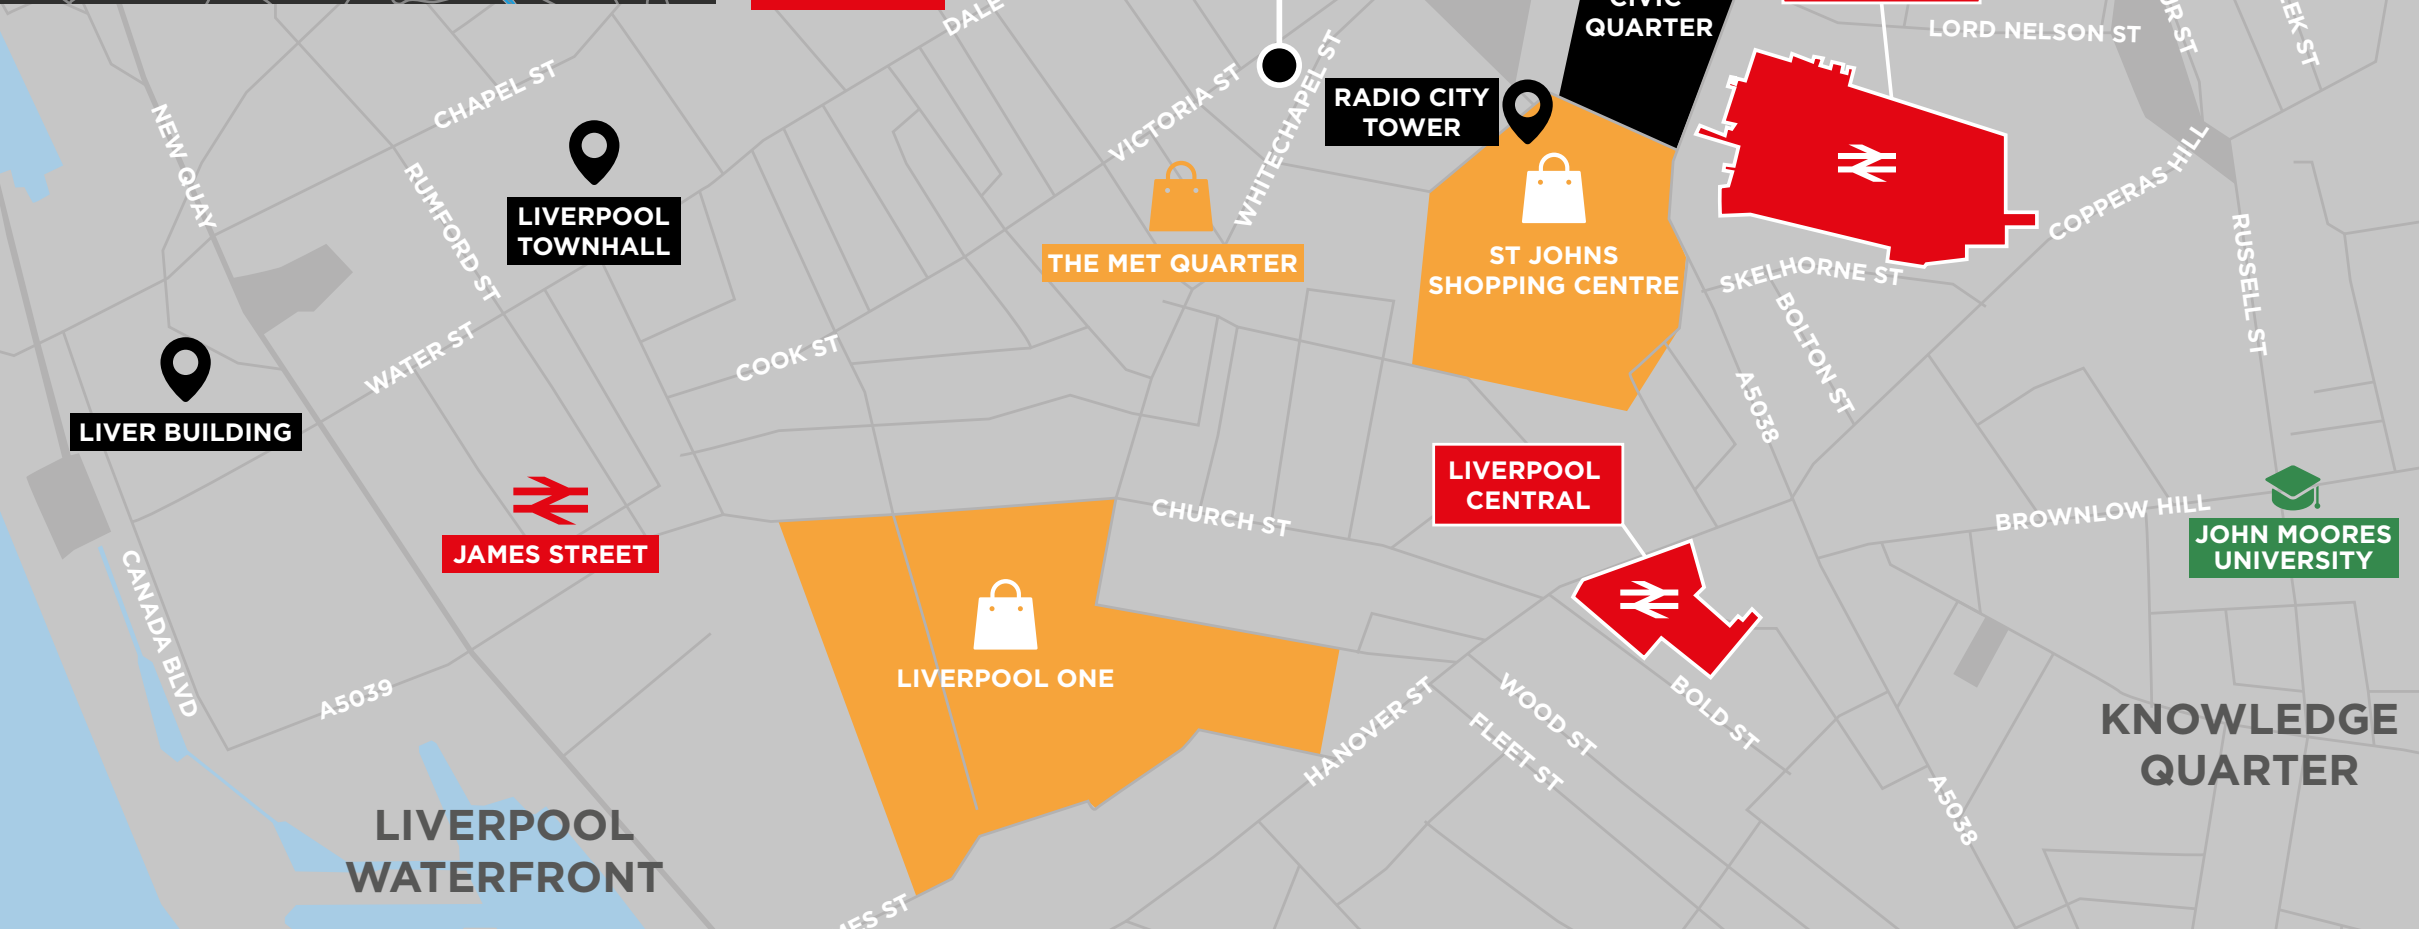 DALE
CIVIC
QUARTER
LORD NELSON ST
CHAPEL ST
NEW QUAY
VICTORIA ST
WHITECHAPEL ST
RADIO CITY
TOWER
RUMFORD ST
LIVERPOOL
TOWNHALL
THE MET QUARTER
ST JOHNS
SHOPPING CENTRE
SKELHORNE ST
COPPERAS HILL
RUSSELL ST
BOLTON ST
WATER ST
COOK ST
A5038
LIVER BUILDING
LIVERPOOL
CENTRAL
CHURCH ST
BROWNLOW HILL
JOHN MOORES
UNIVERSITY
JAMES STREET
CANADA BLVD
A5039
LIVERPOOL ONE
HANOVER ST
WOOD ST
FLEET ST
BOLD ST
KNOWLEDGE
QUARTER
A5038
LIVERPOOL
WATERFRONT